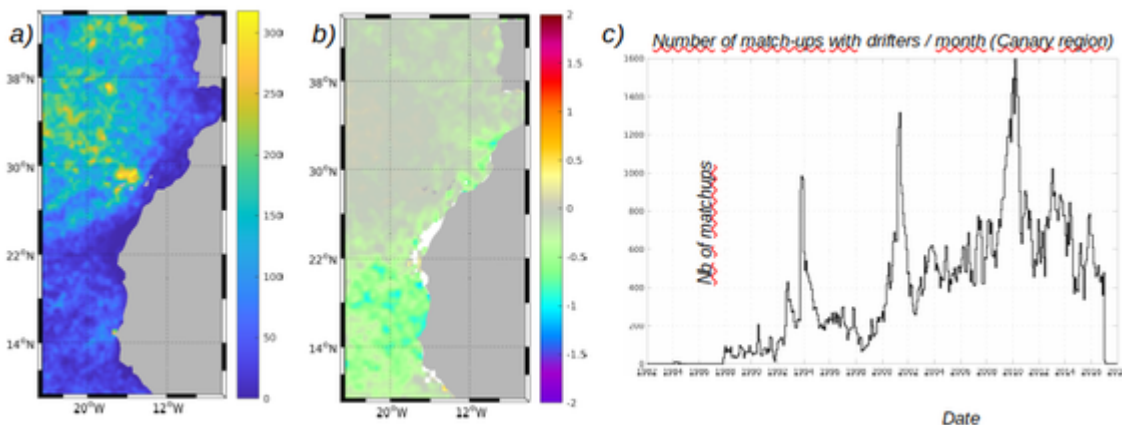 a)
b)
c)
Number of match-ups with drifters / month (Canary region)
38°N
30°N
22°N
14°N
20°W
12°W
300
250
200
150
100
50
0
38°N
30°N
22°N
14°N
20°W
12°W
2
1.5
1
0.5
0
-0.5
-1
-1.5
-2
1600
1400
1200
1000
800
600
400
200
0
Nb of matchups
Date